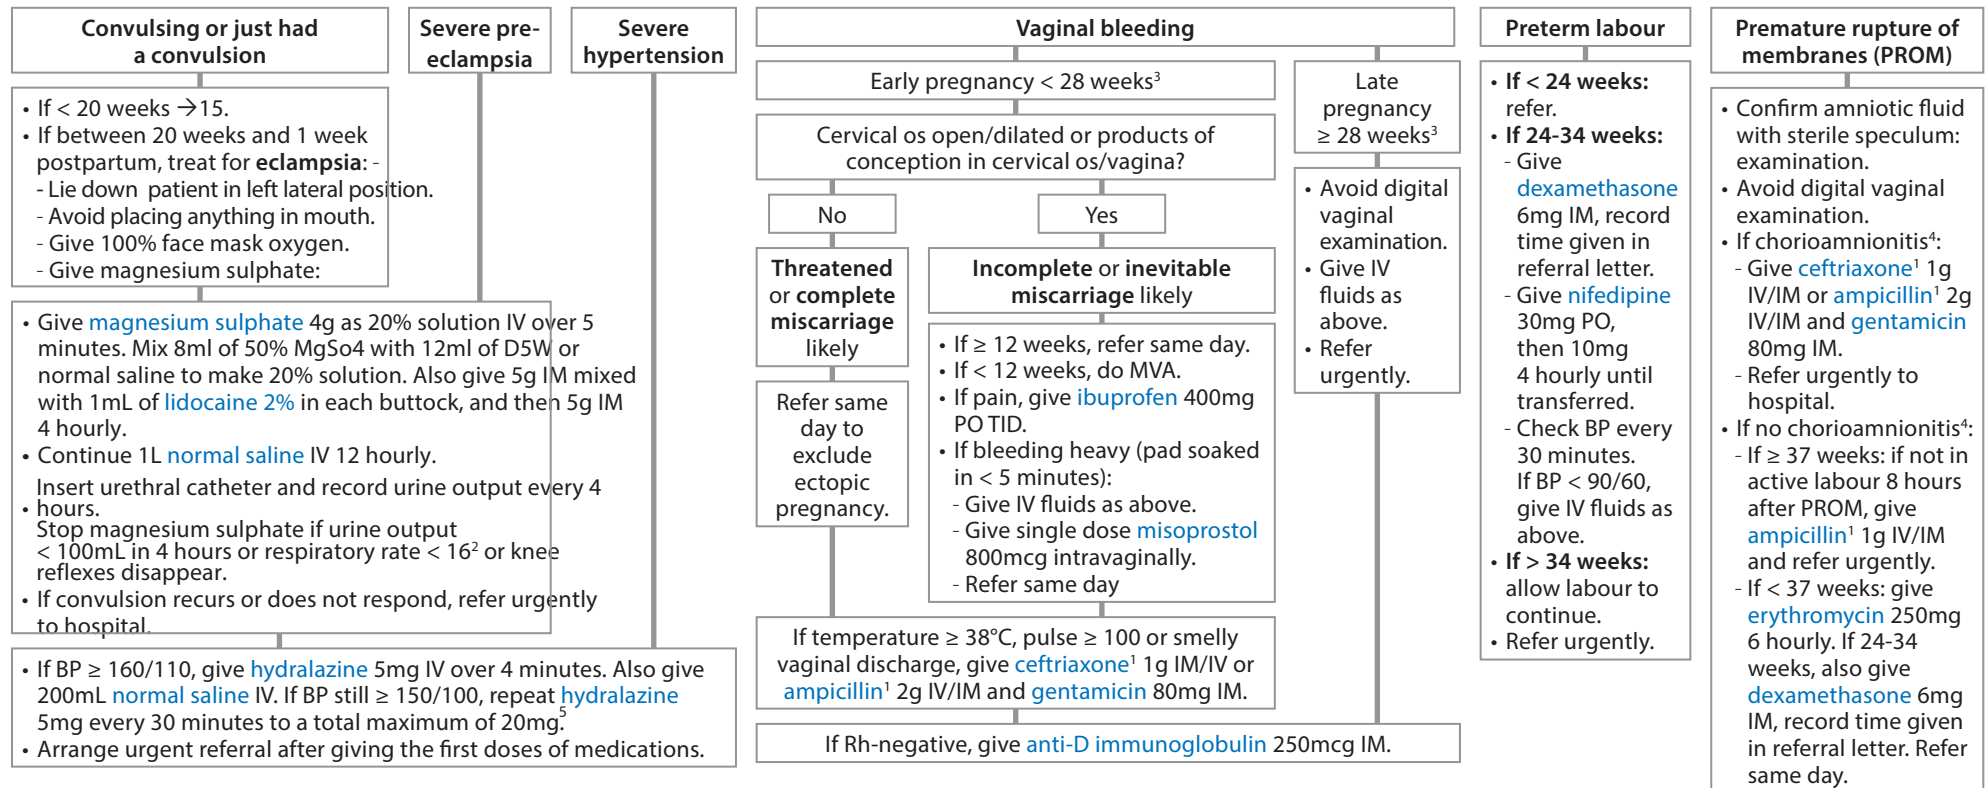 Convulsing or just had
a convulsion
• If < 20 weeks →15.
• If between 20 weeks and 1 week
postpartum, treat for eclampsia: -
- Lie down patient in left lateral position.
- Avoid placing anything in mouth.
- Give 100% face mask oxygen.
- Give magnesium sulphate:
Severe pre-
eclampsia
Severe
hypertension
• Give magnesium sulphate 4g as 20% solution IV over 5
minutes. Mix 8ml of 50% MgSo4 with 12ml of D5W or
normal saline to make 20% solution. Also give 5g IM mixed
with 1mL of lidocaine 2% in each buttock, and then 5g IM
4 hourly.
• Continue 1L normal saline IV 12 hourly.
Insert urethral catheter and record urine output every 4
• hours.
Stop magnesium sulphate if urine output
< 100mL in 4 hours or respiratory rate < 16² or knee
reflexes disappear.
• If convulsion recurs or does not respond, refer urgently
to hospital.
• If BP ≥ 160/110, give hydralazine 5mg IV over 4 minutes. Also give
200mL normal saline IV. If BP still ≥ 150/100, repeat hydralazine
5mg every 30 minutes to a total maximum of 20mg.⁵
• Arrange urgent referral after giving the first doses of medications.
Vaginal bleeding
Early pregnancy < 28 weeks³
Cervical os open/dilated or products of
conception in cervical os/vagina?
No
Threatened
or complete
miscarriage
likely
Refer same
day to
exclude
ectopic
pregnancy.
Yes
Incomplete or inevitable
miscarriage likely
• If ≥ 12 weeks, refer same day.
• If < 12 weeks, do MVA.
• If pain, give ibuprofen 400mg
PO TID.
• If bleeding heavy (pad soaked
in < 5 minutes):
- Give IV fluids as above.
- Give single dose misoprostol
800mcg intravaginally.
- Refer same day
If temperature ≥ 38°C, pulse ≥ 100 or smelly
vaginal discharge, give ceftriaxone¹ 1g IM/IV or
ampicillin¹ 2g IV/IM and gentamicin 80mg IM.
Late
pregnancy
≥ 28 weeks³
• Avoid digital
vaginal
examination.
• Give IV
fluids as
above.
• Refer
urgently.
If Rh-negative, give anti-D immunoglobulin 250mcg IM.
Preterm labour
• If < 24 weeks:
refer.
• If 24-34 weeks:
- Give
dexamethasone
6mg IM, record
time given in
referral letter.
- Give nifedipine
30mg PO,
then 10mg
4 hourly until
transferred.
- Check BP every
30 minutes.
If BP < 90/60,
give IV fluids as
above.
• If > 34 weeks:
allow labour to
continue.
• Refer urgently.
Premature rupture of
membranes (PROM)
• Confirm amniotic fluid
with sterile speculum:
examination.
• Avoid digital vaginal
examination.
• If chorioamnionitis⁴:
- Give ceftriaxone¹ 1g
IV/IM or ampicillin¹ 2g
IV/IM and gentamicin
80mg IM.
- Refer urgently to
hospital.
• If no chorioamnionitis⁴:
- If ≥ 37 weeks: if not in
active labour 8 hours
after PROM, give
ampicillin¹ 1g IV/IM
and refer urgently.
- If < 37 weeks: give
erythromycin 250mg
6 hourly. If 24-34
weeks, also give
dexamethasone 6mg
IM, record time given
in referral letter. Refer
same day.